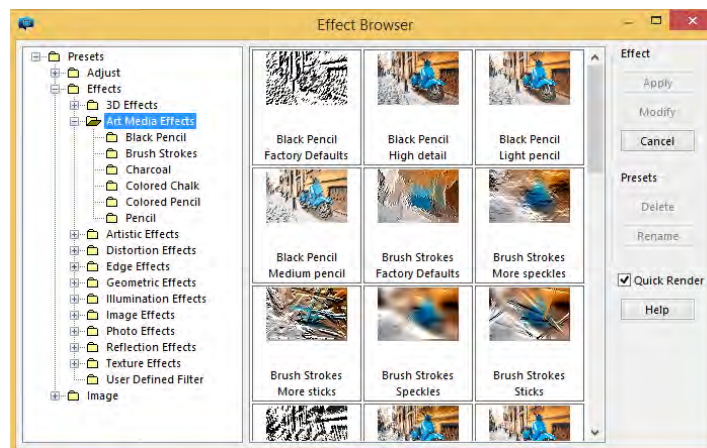 Effect Browser
Presets
Adjust
Effects
3D Effects
Art Media Effects
Black Pencil
Brush Strokes
Charcoal
Colored Chalk
Colored Pencil
Pencil
Artistic Effects
Distortion Effects
Edge Effects
Geometric Effects
Illumination Effects
Image Effects
Photo Effects
Reflection Effects
Texture Effects
User Defined Filter
Image
Black Pencil
Factory Defaults
Black Pencil
High detail
Black Pencil
Light pencil
Black Pencil
Medium pencil
Brush Strokes
Factory Defaults
Brush Strokes
More speckles
Brush Strokes
More sticks
Brush Strokes
Speckles
Brush Strokes
Sticks
Effect
Apply
Modify
Cancel
Presets
Delete
Rename
Quick Render
Help